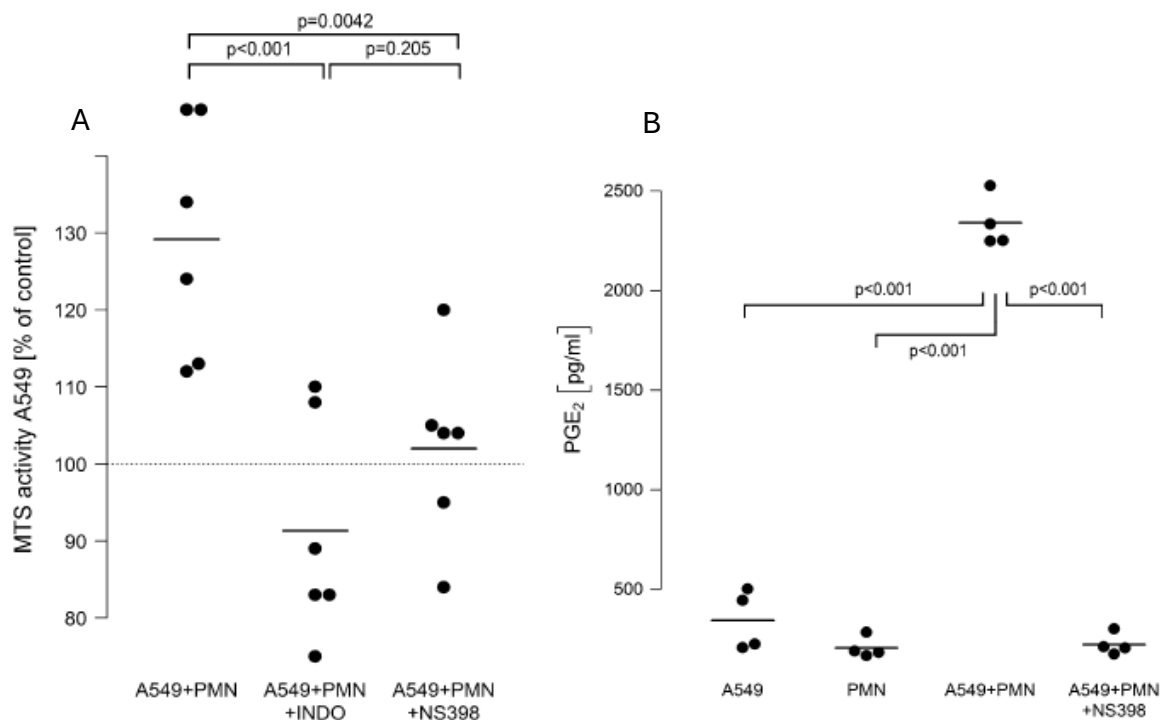 p=0.0042
p<0.001
p=0.205
A
130
120
110
100
90
80
MTS activity A549 [% of control]
A549+PMN
A549+PMN
+INDO
A549+PMN
+NS398
B
2500
2000
1500
1000
500
PGE₂ [pg/ml]
p<0.001
p<0.001
p<0.001
A549
PMN
A549+PMN
A549+PMN
+NS398